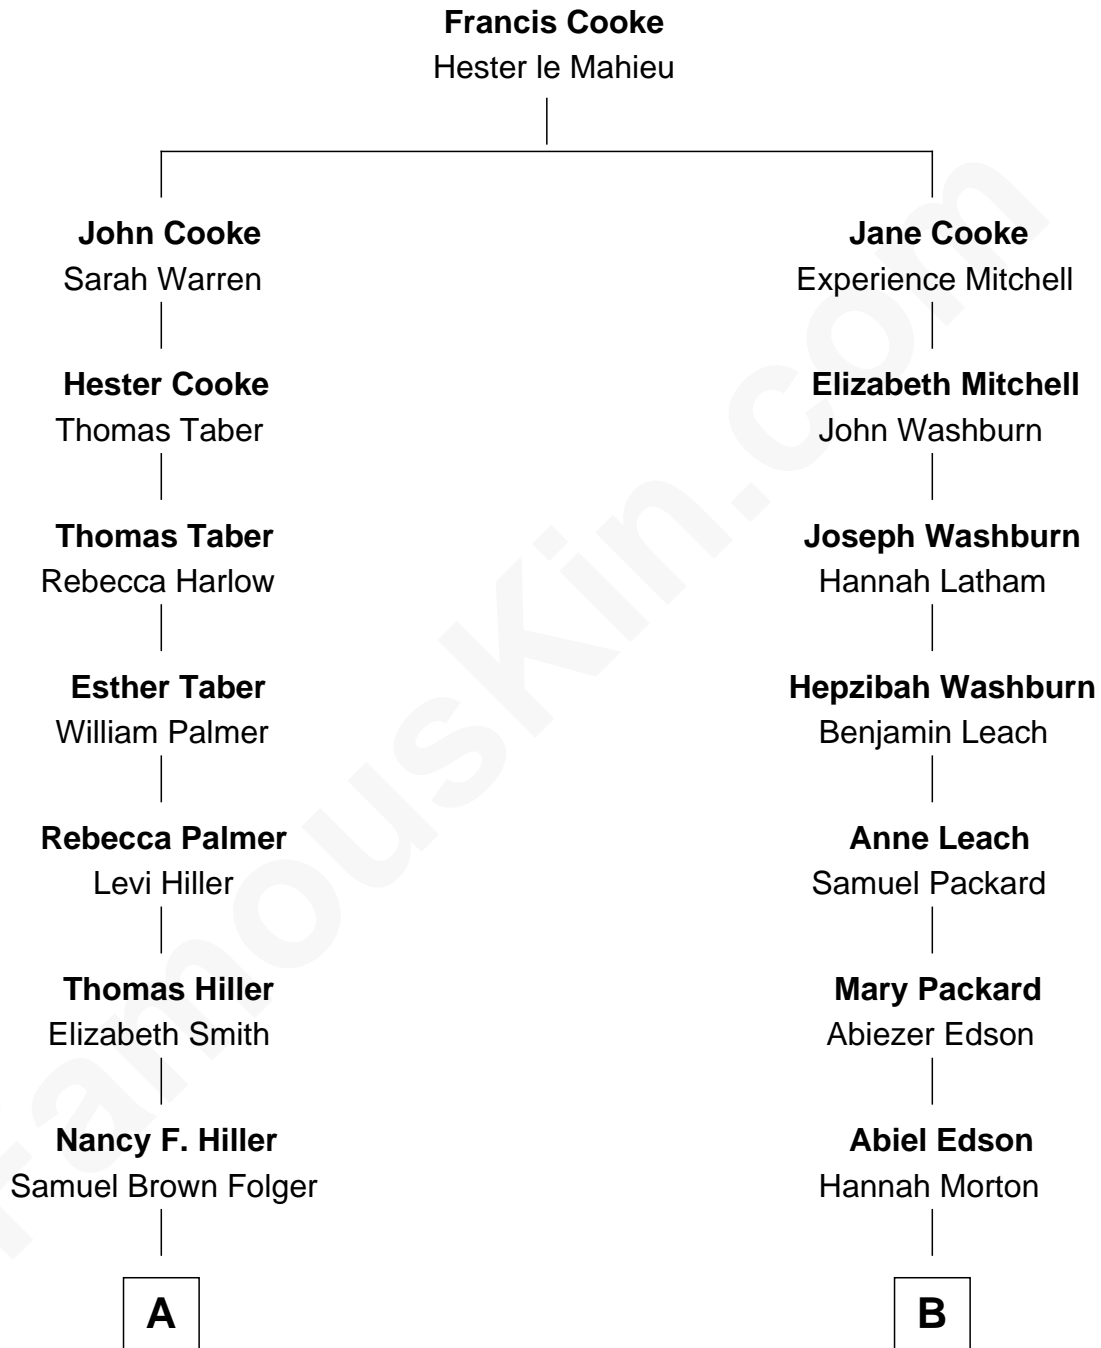 Francis Cooke
Hester le Mahieu
John Cooke
Sarah Warren
Jane Cooke
Experience Mitchell
Hester Cooke
Thomas Taber
Elizabeth Mitchell
John Washburn
Thomas Taber
Rebecca Harlow
Joseph Washburn
Hannah Latham
Esther Taber
William Palmer
Hepzibah Washburn
Benjamin Leach
Rebecca Palmer
Levi Hiller
Anne Leach
Samuel Packard
Thomas Hiller
Elizabeth Smith
Mary Packard
Abiezer Edson
Nancy F. Hiller
Samuel Brown Folger
Abiel Edson
Hannah Morton
A
B
FamousKin.com